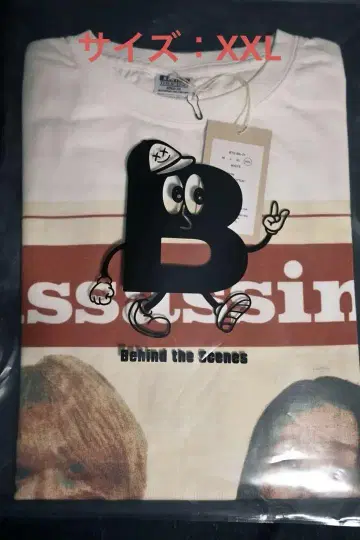 サイズ：XXL
B
ssassin
Behind the Scenes